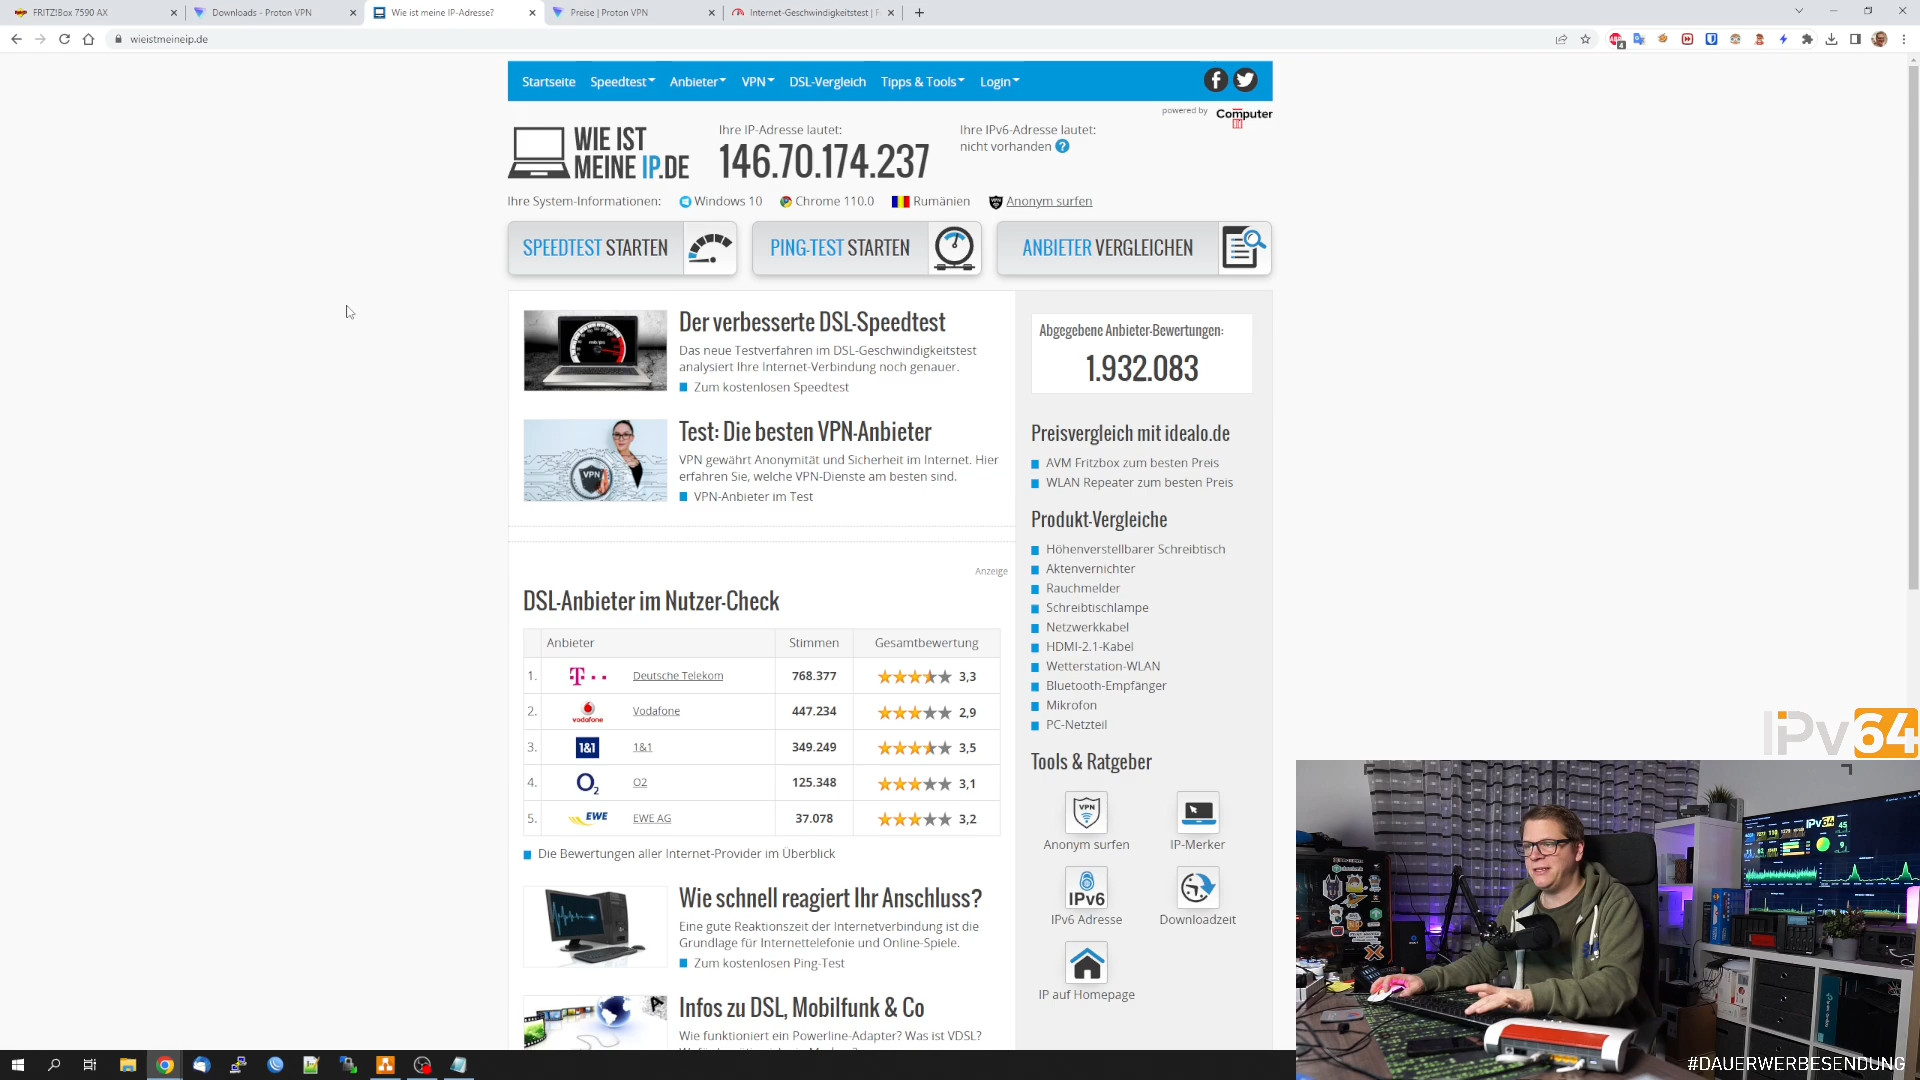 FRITZ!Box 7590 AX
Downloads - Proton VPN
Wie ist meine IP-Adresse?
Preise | Proton VPN
Internet-Geschwindigkeitstest | F
wieistmeineip.de
Startseite
Speedtest
Anbieter
VPN
DSL-Vergleich
Tipps & Tools
Login
powered by
Computer
WIE IST
MEINE IP.DE
Ihre IP-Adresse lautet:
146.70.174.237
Ihre IPv6-Adresse lautet:
nicht vorhanden ?
Ihre System-Informationen:
Windows 10
Chrome 110.0
Rumänien
Anonym surfen
SPEEDTEST STARTEN
PING-TEST STARTEN
ANBIETER VERGLEICHEN
Der verbesserte DSL-Speedtest
Das neue Testverfahren im DSL-Geschwindigkeitstest
analysiert Ihre Internet-Verbindung noch genauer.
Zum kostenlosen Speedtest
VPN
Test: Die besten VPN-Anbieter
VPN gewährt Anonymität und Sicherheit im Internet. Hier
erfahren Sie, welche VPN-Dienste am besten sind.
VPN-Anbieter im Test
Anzeige
DSL-Anbieter im Nutzer-Check
Anbieter Stimmen Gesamtbewertung
1. Deutsche Telekom 768.377 3,3
2. vodafone Vodafone 447.234 2,9
3. 1&1 1&1 349.249 3,5
4. O2 O2 125.348 3,1
5. EWE EWE AG 37.078 3,2
Die Bewertungen aller Internet-Provider im Überblick
Wie schnell reagiert Ihr Anschluss?
Eine gute Reaktionszeit der Internetverbindung ist die
Grundlage für Internettelefonie und Online-Spiele.
Zum kostenlosen Ping-Test
Infos zu DSL, Mobilfunk & Co
Wie funktioniert ein Powerline-Adapter? Was ist VDSL?
Abgegebene Anbieter-Bewertungen:
1.932.083
Preisvergleich mit idealo.de
AVM Fritzbox zum besten Preis
WLAN Repeater zum besten Preis
Produkt-Vergleiche
Höhenverstellbarer Schreibtisch
Aktenvernichter
Rauchmelder
Schreibtischlampe
Netzwerkkabel
HDMI-2.1-Kabel
Wetterstation-WLAN
Bluetooth-Empfänger
Mikrofon
PC-Netzteil
Tools & Ratgeber
VPN
Anonym surfen
IP-Merker
IPv6
IPv6 Adresse
Downloadzeit
IP auf Homepage
IPv64
IPv64
#DAUERWERBESENDUNG